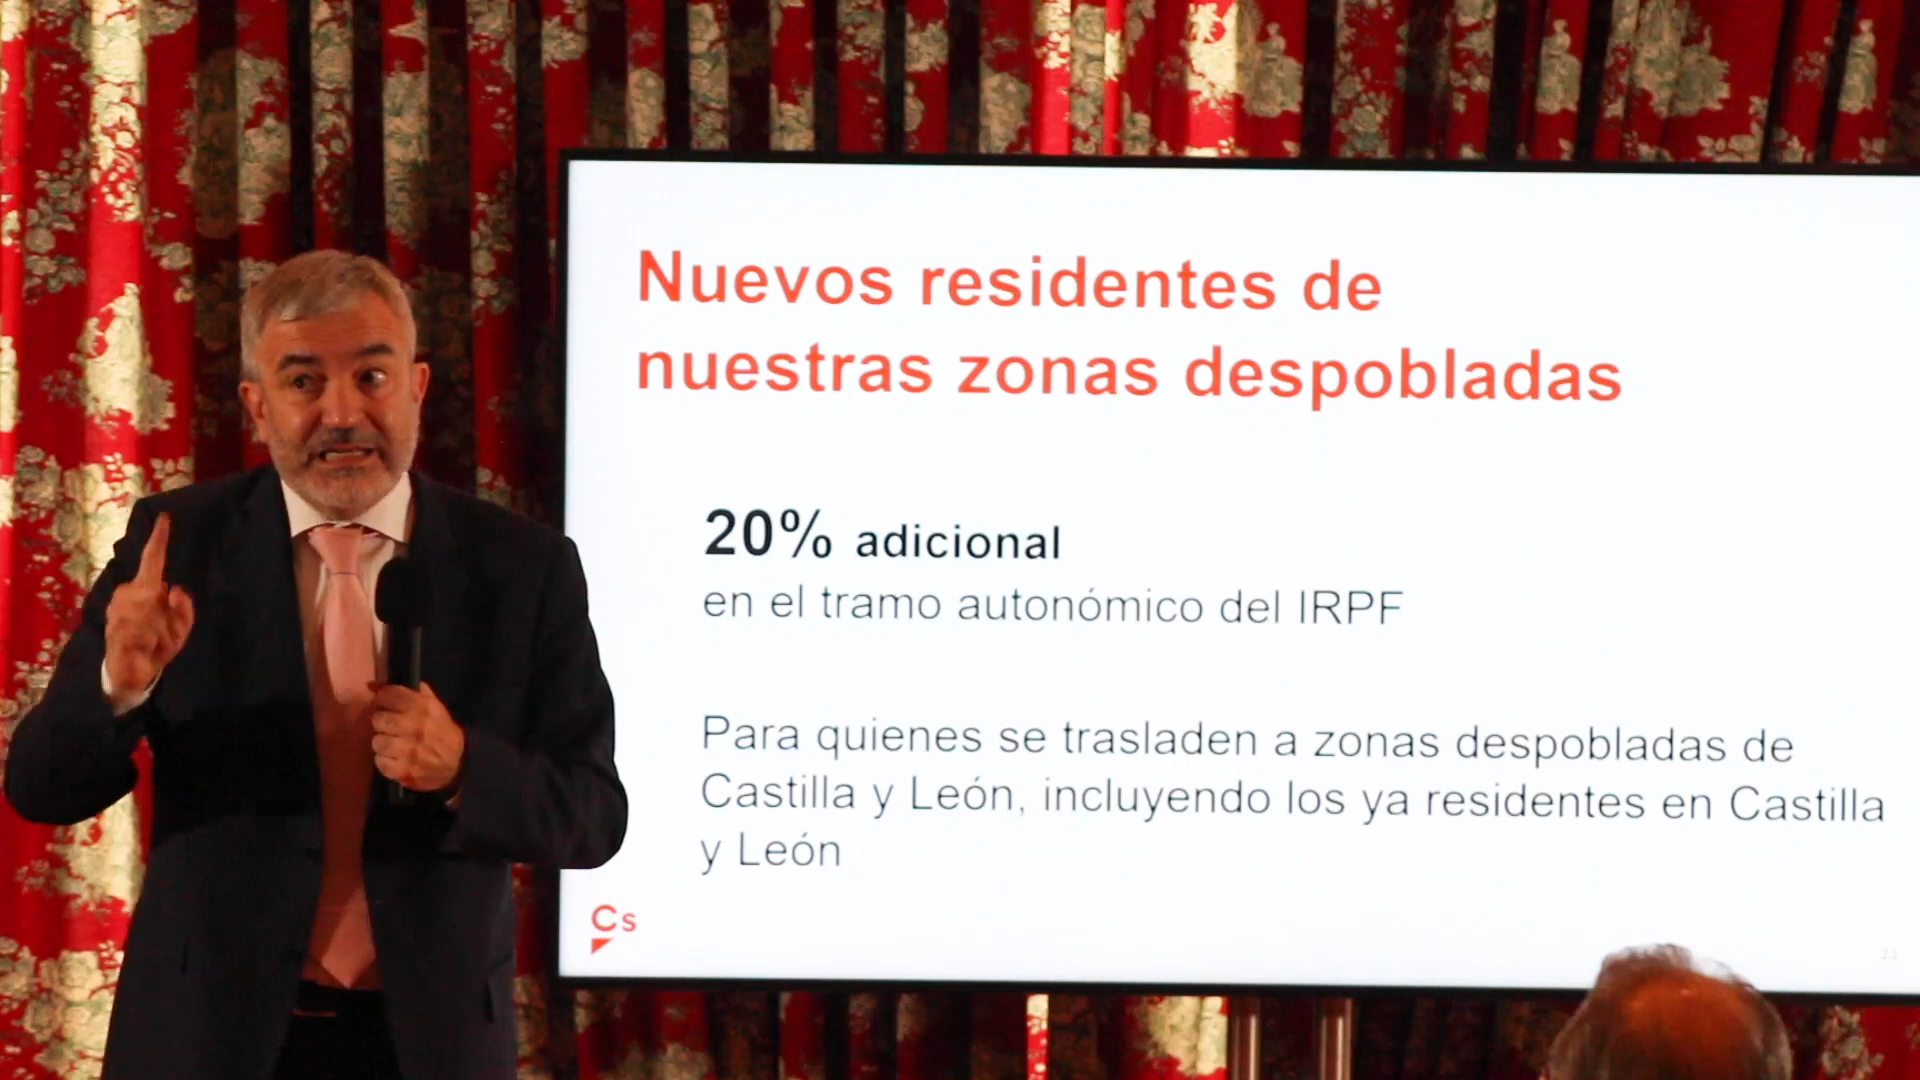 Nuevos residentes de
nuestras zonas despobladas
20% adicional
en el tramo autonómico del IRPF
Para quienes se trasladen a zonas despobladas de
Castilla y León, incluyendo los ya residentes en Castilla
y León
Cs